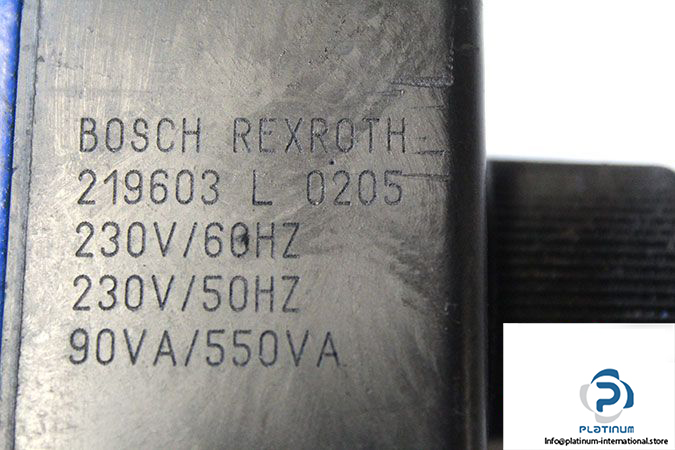 BOSCH REXROTH
219603 L 0205
230V/60HZ
230V/50HZ
90VA/550VA
PLATINUM
Info@platinum-international.store